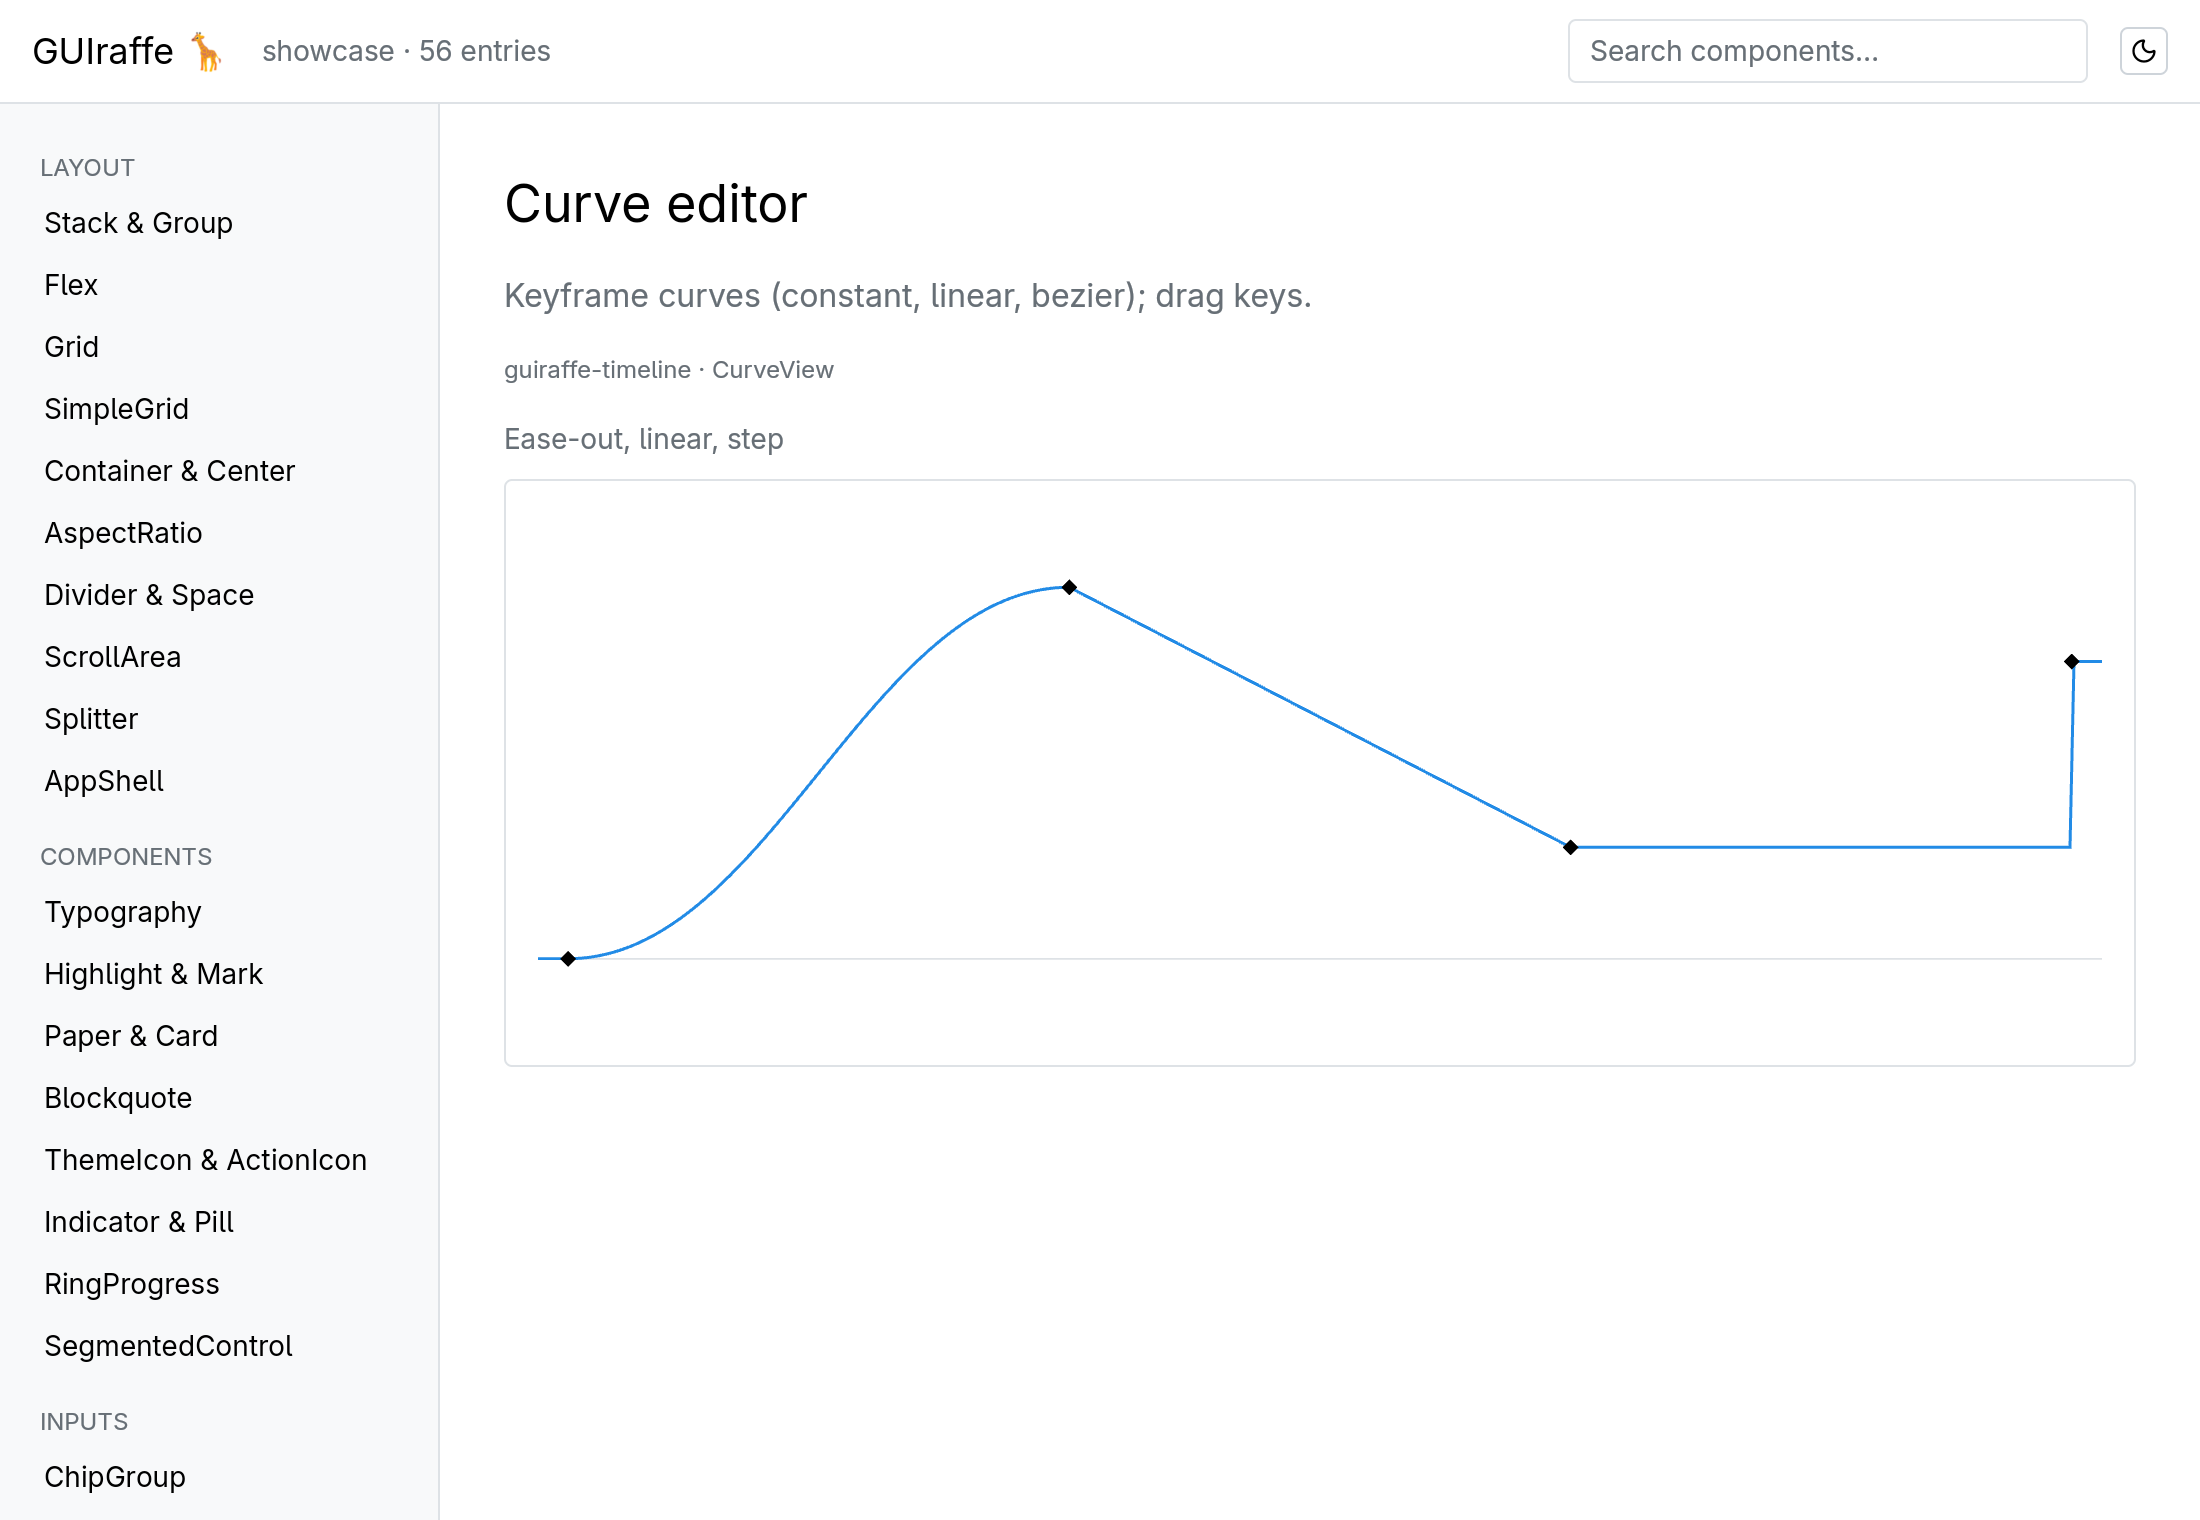 GUIraffe 🦒 showcase · 56 entries
Search components...
LAYOUT
Stack & Group
Flex
Grid
SimpleGrid
Container & Center
AspectRatio
Divider & Space
ScrollArea
Splitter
AppShell
COMPONENTS
Typography
Highlight & Mark
Paper & Card
Blockquote
ThemeIcon & ActionIcon
Indicator & Pill
RingProgress
SegmentedControl
INPUTS
ChipGroup
Curve editor
Keyframe curves (constant, linear, bezier); drag keys.
guiraffe-timeline · CurveView
Ease-out, linear, step